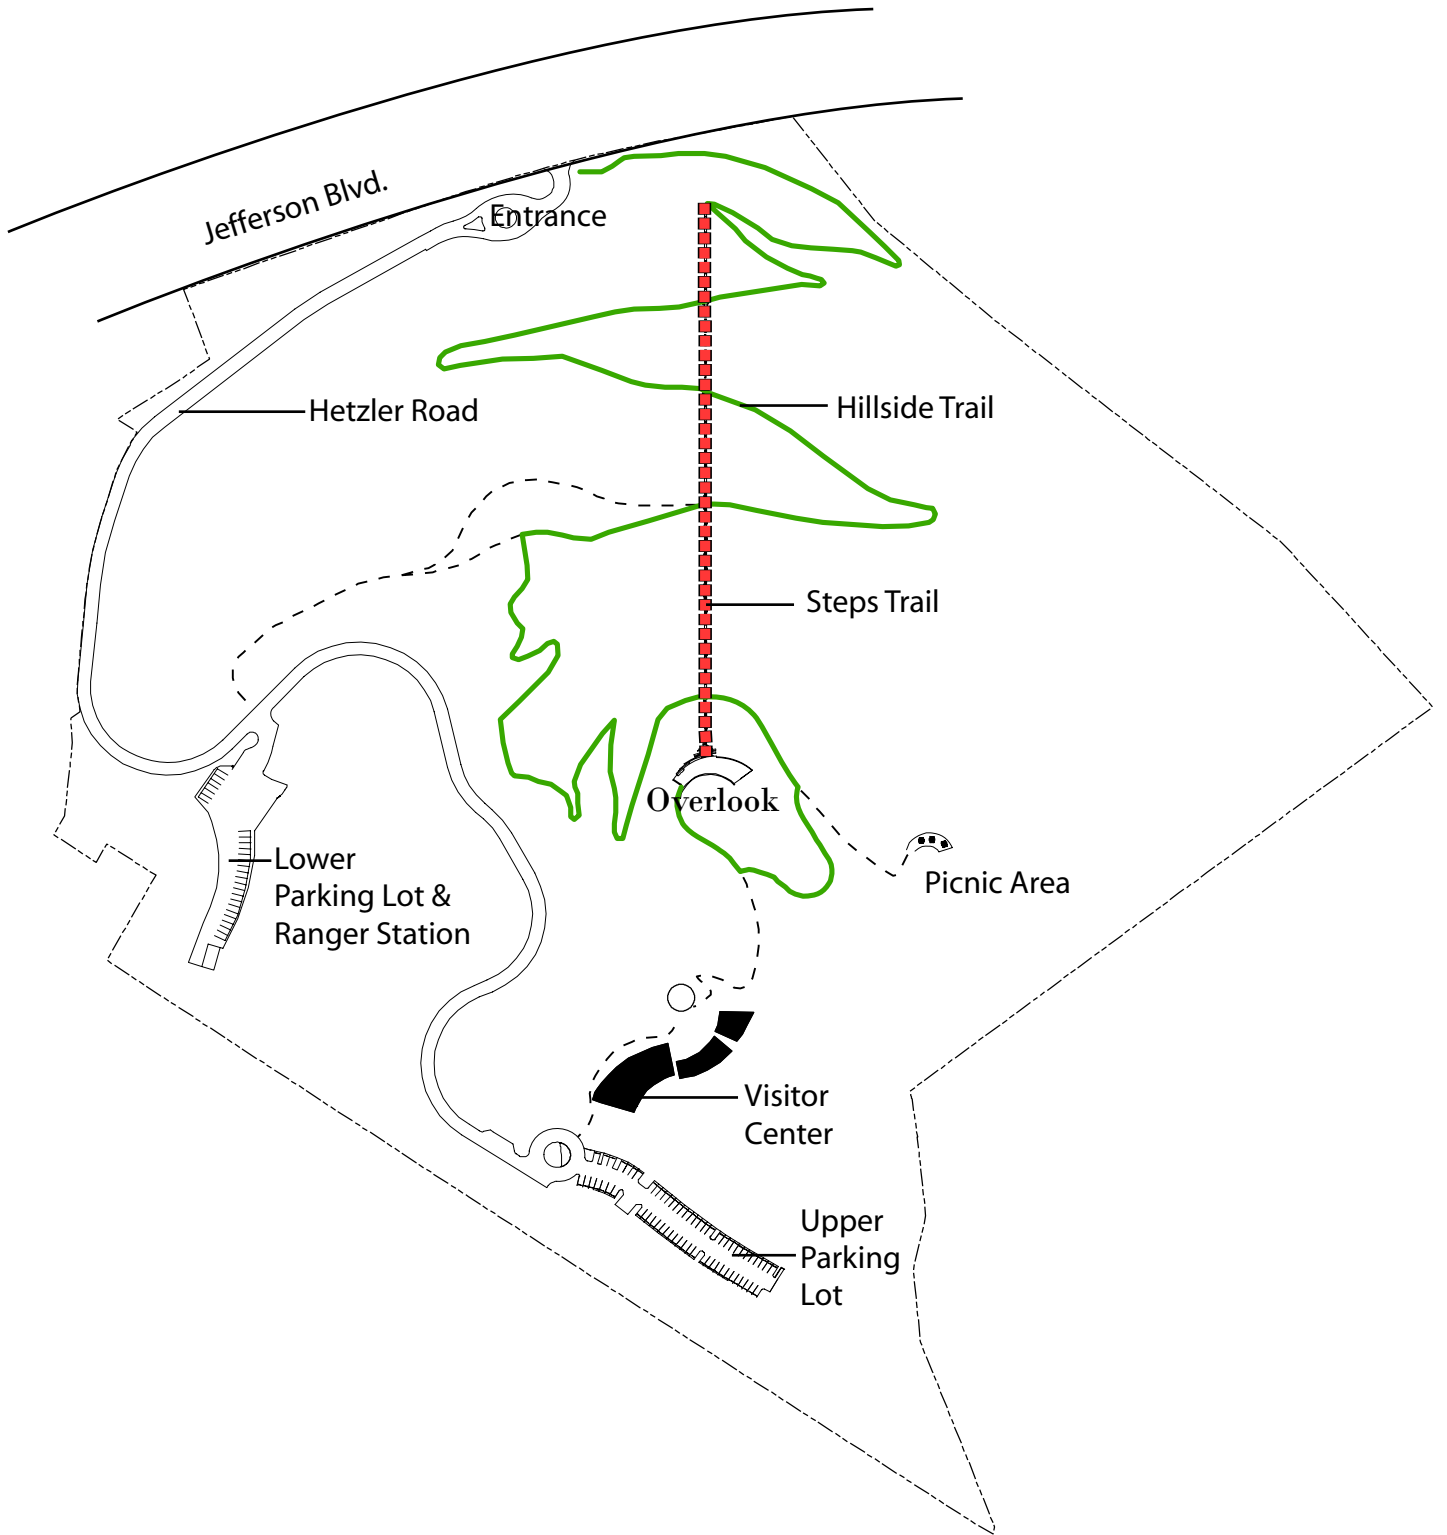 Jefferson Blvd.
Entrance
Hetzler Road
Hillside Trail
Steps Trail
Overlook
Lower
Parking Lot &
Ranger Station
Picnic Area
Visitor
Center
Upper
Parking
Lot